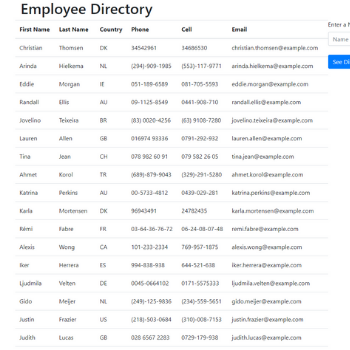 Employee Directory
Enter a
First Name Last Name Country Phone Cell Email
Name
Christian Thomsen DK 34542961 34686530 christian.thomsen@example.com
Arinda Hielkema NL (294)-909-1985 (553)-117-9771 arinda.hielkema@example.com
See
Eddie Morgan IE 051-189-6589 081-705-5593 eddie.morgan@example.com
Randall Ellis AU 09-1125-8549 0441-908-710 randall.ellis@example.com
Jovelino Teixeira BR (83) 0020-4256 (63) 9108-7280 jovelino.teixeira@example.com
Lauren Allen GB 016974 93336 0791-292-932 lauren.allen@example.com
Tina Jean CH 078 982 60 91 079 582 26 05 tina.jean@example.com
Ahmet Korol TR (689)-879-9043 (329)-291-5280 ahmet.korol@example.com
Katrina Perkins AU 00-5733-4812 0439-029-281 katrina.perkins@example.com
Karla Mortensen DK 96943491 24782435 karla.mortensen@example.com
Rémi Fabre FR 03-64-36-76-72 06-24-08-07-48 remi.fabre@example.com
Alexis Wong CA 101-233-2334 769-957-1875 alexis.wong@example.com
Iker Herrera ES 994-838-938 644-521-638 iker.herrera@example.com
Ljudmila Velten DE 0045-0664102 0171-5575333 ljudmila.velten@example.com
Gido Meijer NL (249)-125-9836 (234)-559-5651 gido.meijer@example.com
Justin Frazier US (218)-503-0684 (310)-008-7153 justin.frazier@example.com
Judith Lucas GB 028 6567 2283 0729-179-938 judith.lucas@example.com